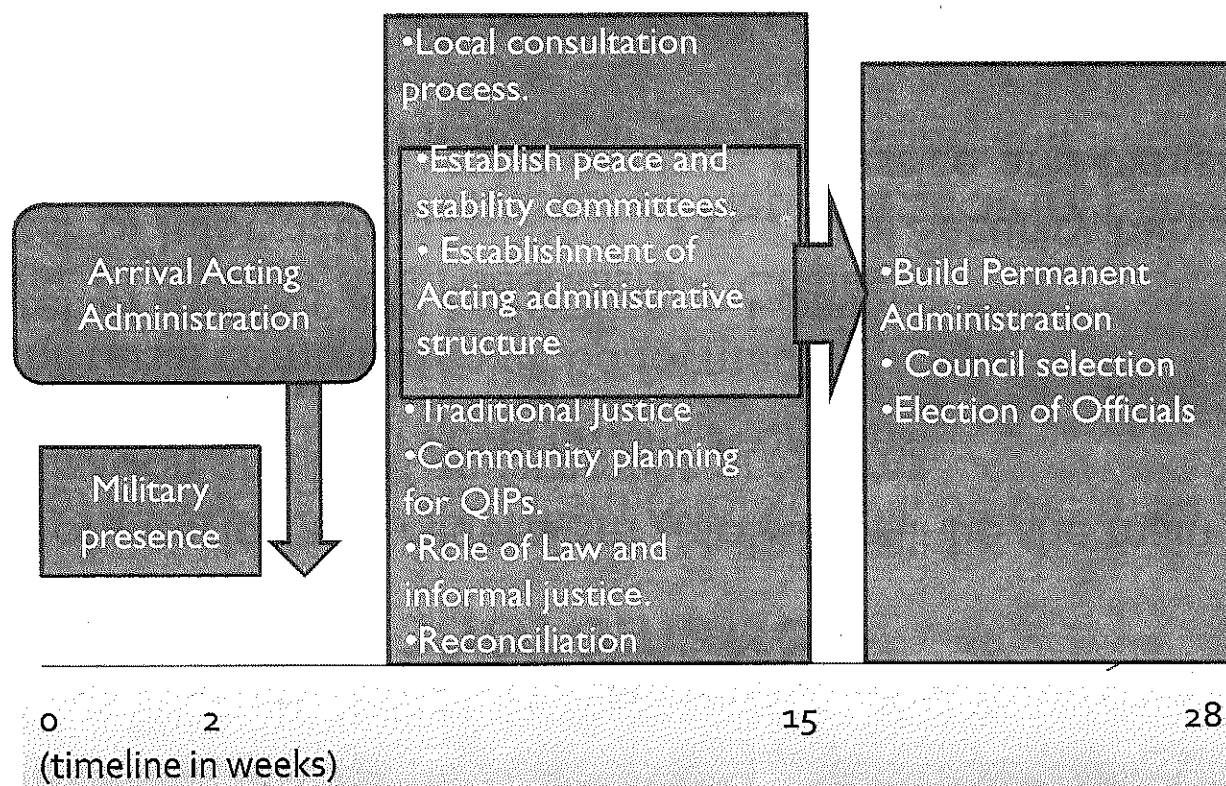 Arrival Acting
Administration
Military
presence
•Local consultation
process.
•Establish peace and
stability committees.
• Establishment of
Acting administrative
structure
•Traditional Justice
•Community planning
for QIPs.
•Role of Law and
informal justice.
•Reconciliation
•Build Permanent
Administration
• Council selection
•Election of Officials
0 2 15 28
(timeline in weeks)